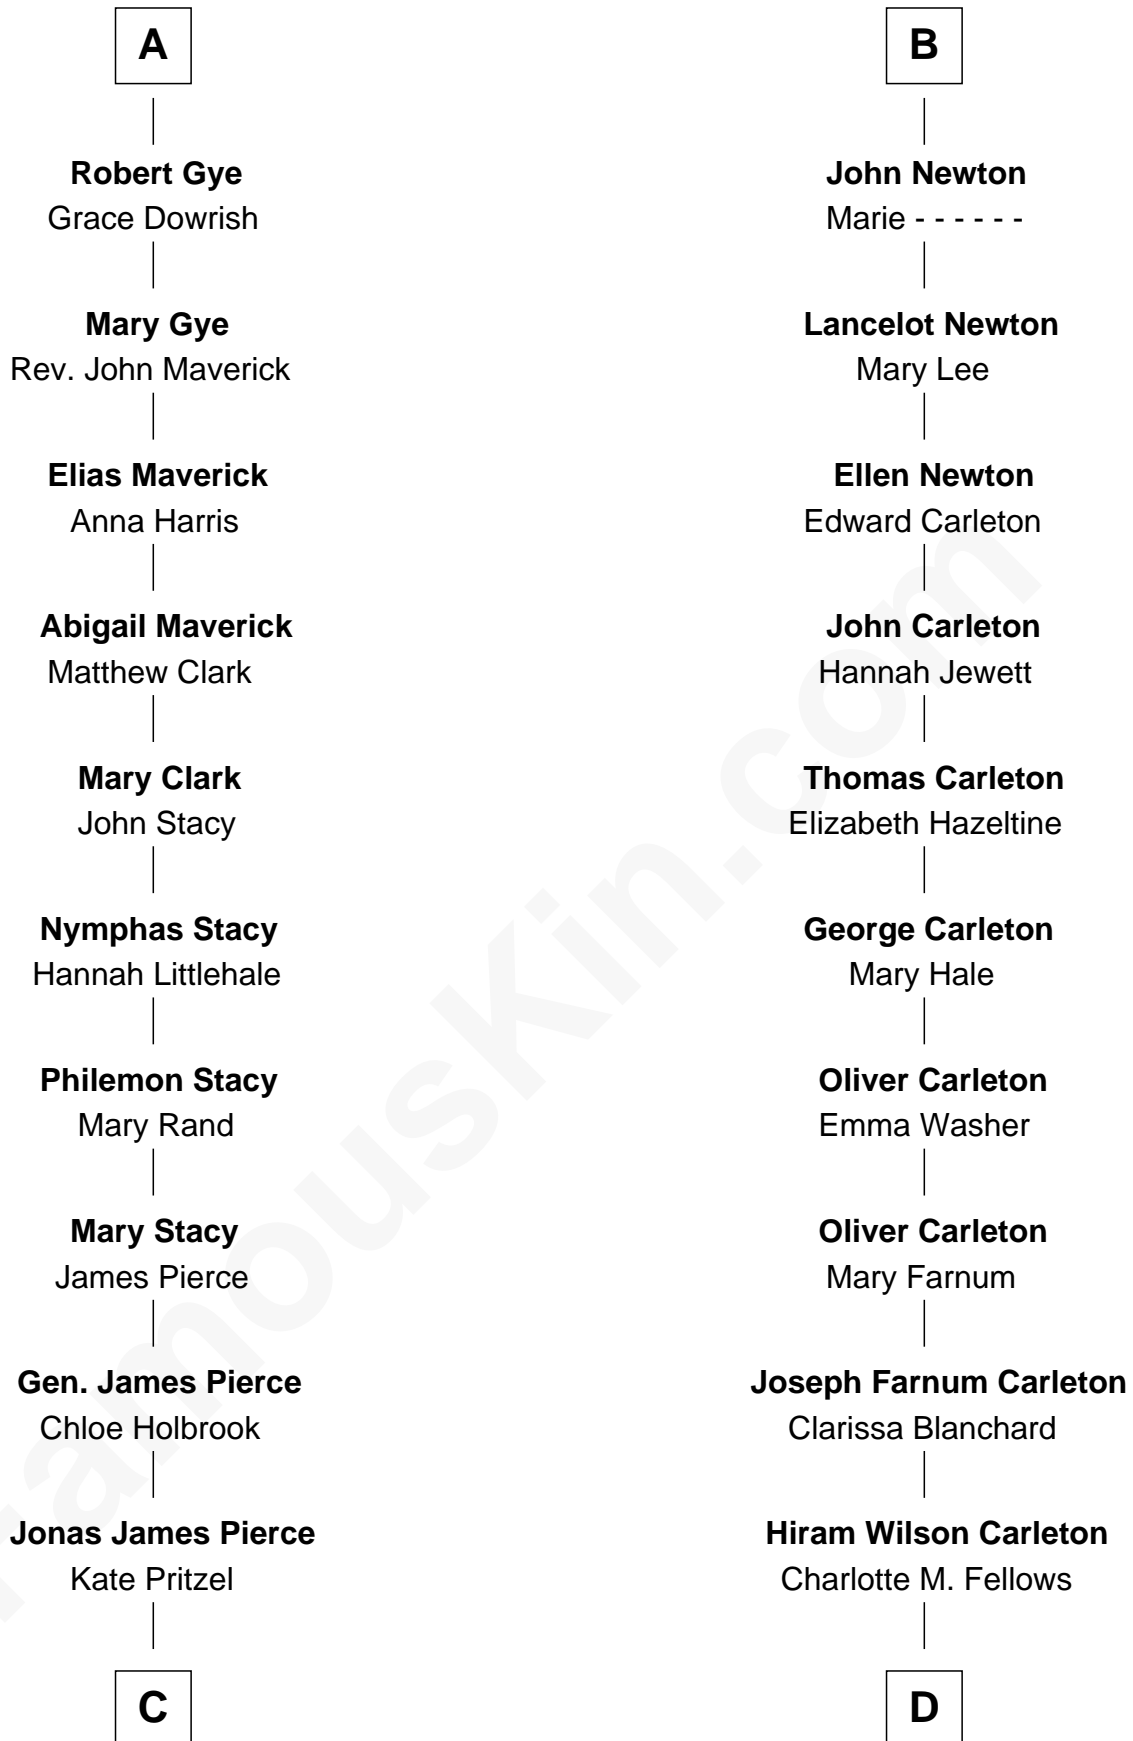 A
Robert Gye
Grace Dowrish
Mary Gye
Rev. John Maverick
Elias Maverick
Anna Harris
Abigail Maverick
Matthew Clark
Mary Clark
John Stacy
Nymphas Stacy
Hannah Littlehale
Philemon Stacy
Mary Rand
Mary Stacy
James Pierce
Gen. James Pierce
Chloe Holbrook
Jonas James Pierce
Kate Pritzel
C
B
John Newton
Marie - - - - - -
Lancelot Newton
Mary Lee
Ellen Newton
Edward Carleton
John Carleton
Hannah Jewett
Thomas Carleton
Elizabeth Hazeltine
George Carleton
Mary Hale
Oliver Carleton
Emma Washer
Oliver Carleton
Mary Farnum
Joseph Farnum Carleton
Clarissa Blanchard
Hiram Wilson Carleton
Charlotte M. Fellows
D
FamousKin.com